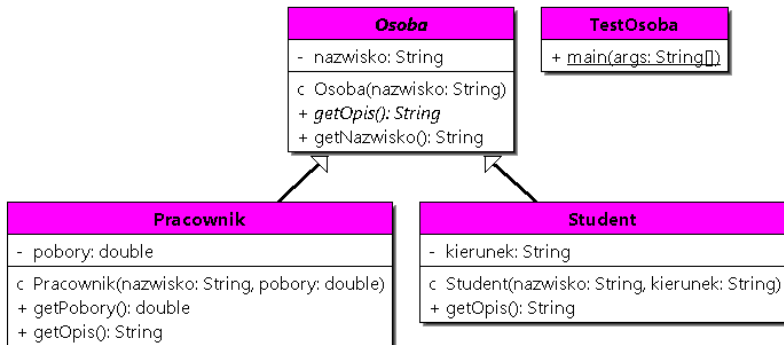 Osoba
- nazwisko: String
c Osoba(nazwisko: String)
+ getOpis(): String
+ getNazwisko(): String
TestOsoba
+ main(args: String[])
Pracownik
- pobory: double
c Pracownik(nazwisko: String, pobory: double)
+ getPobory(): double
+ getOpis(): String
Student
- kierunek: String
c Student(nazwisko: String, kierunek: String)
+ getOpis(): String